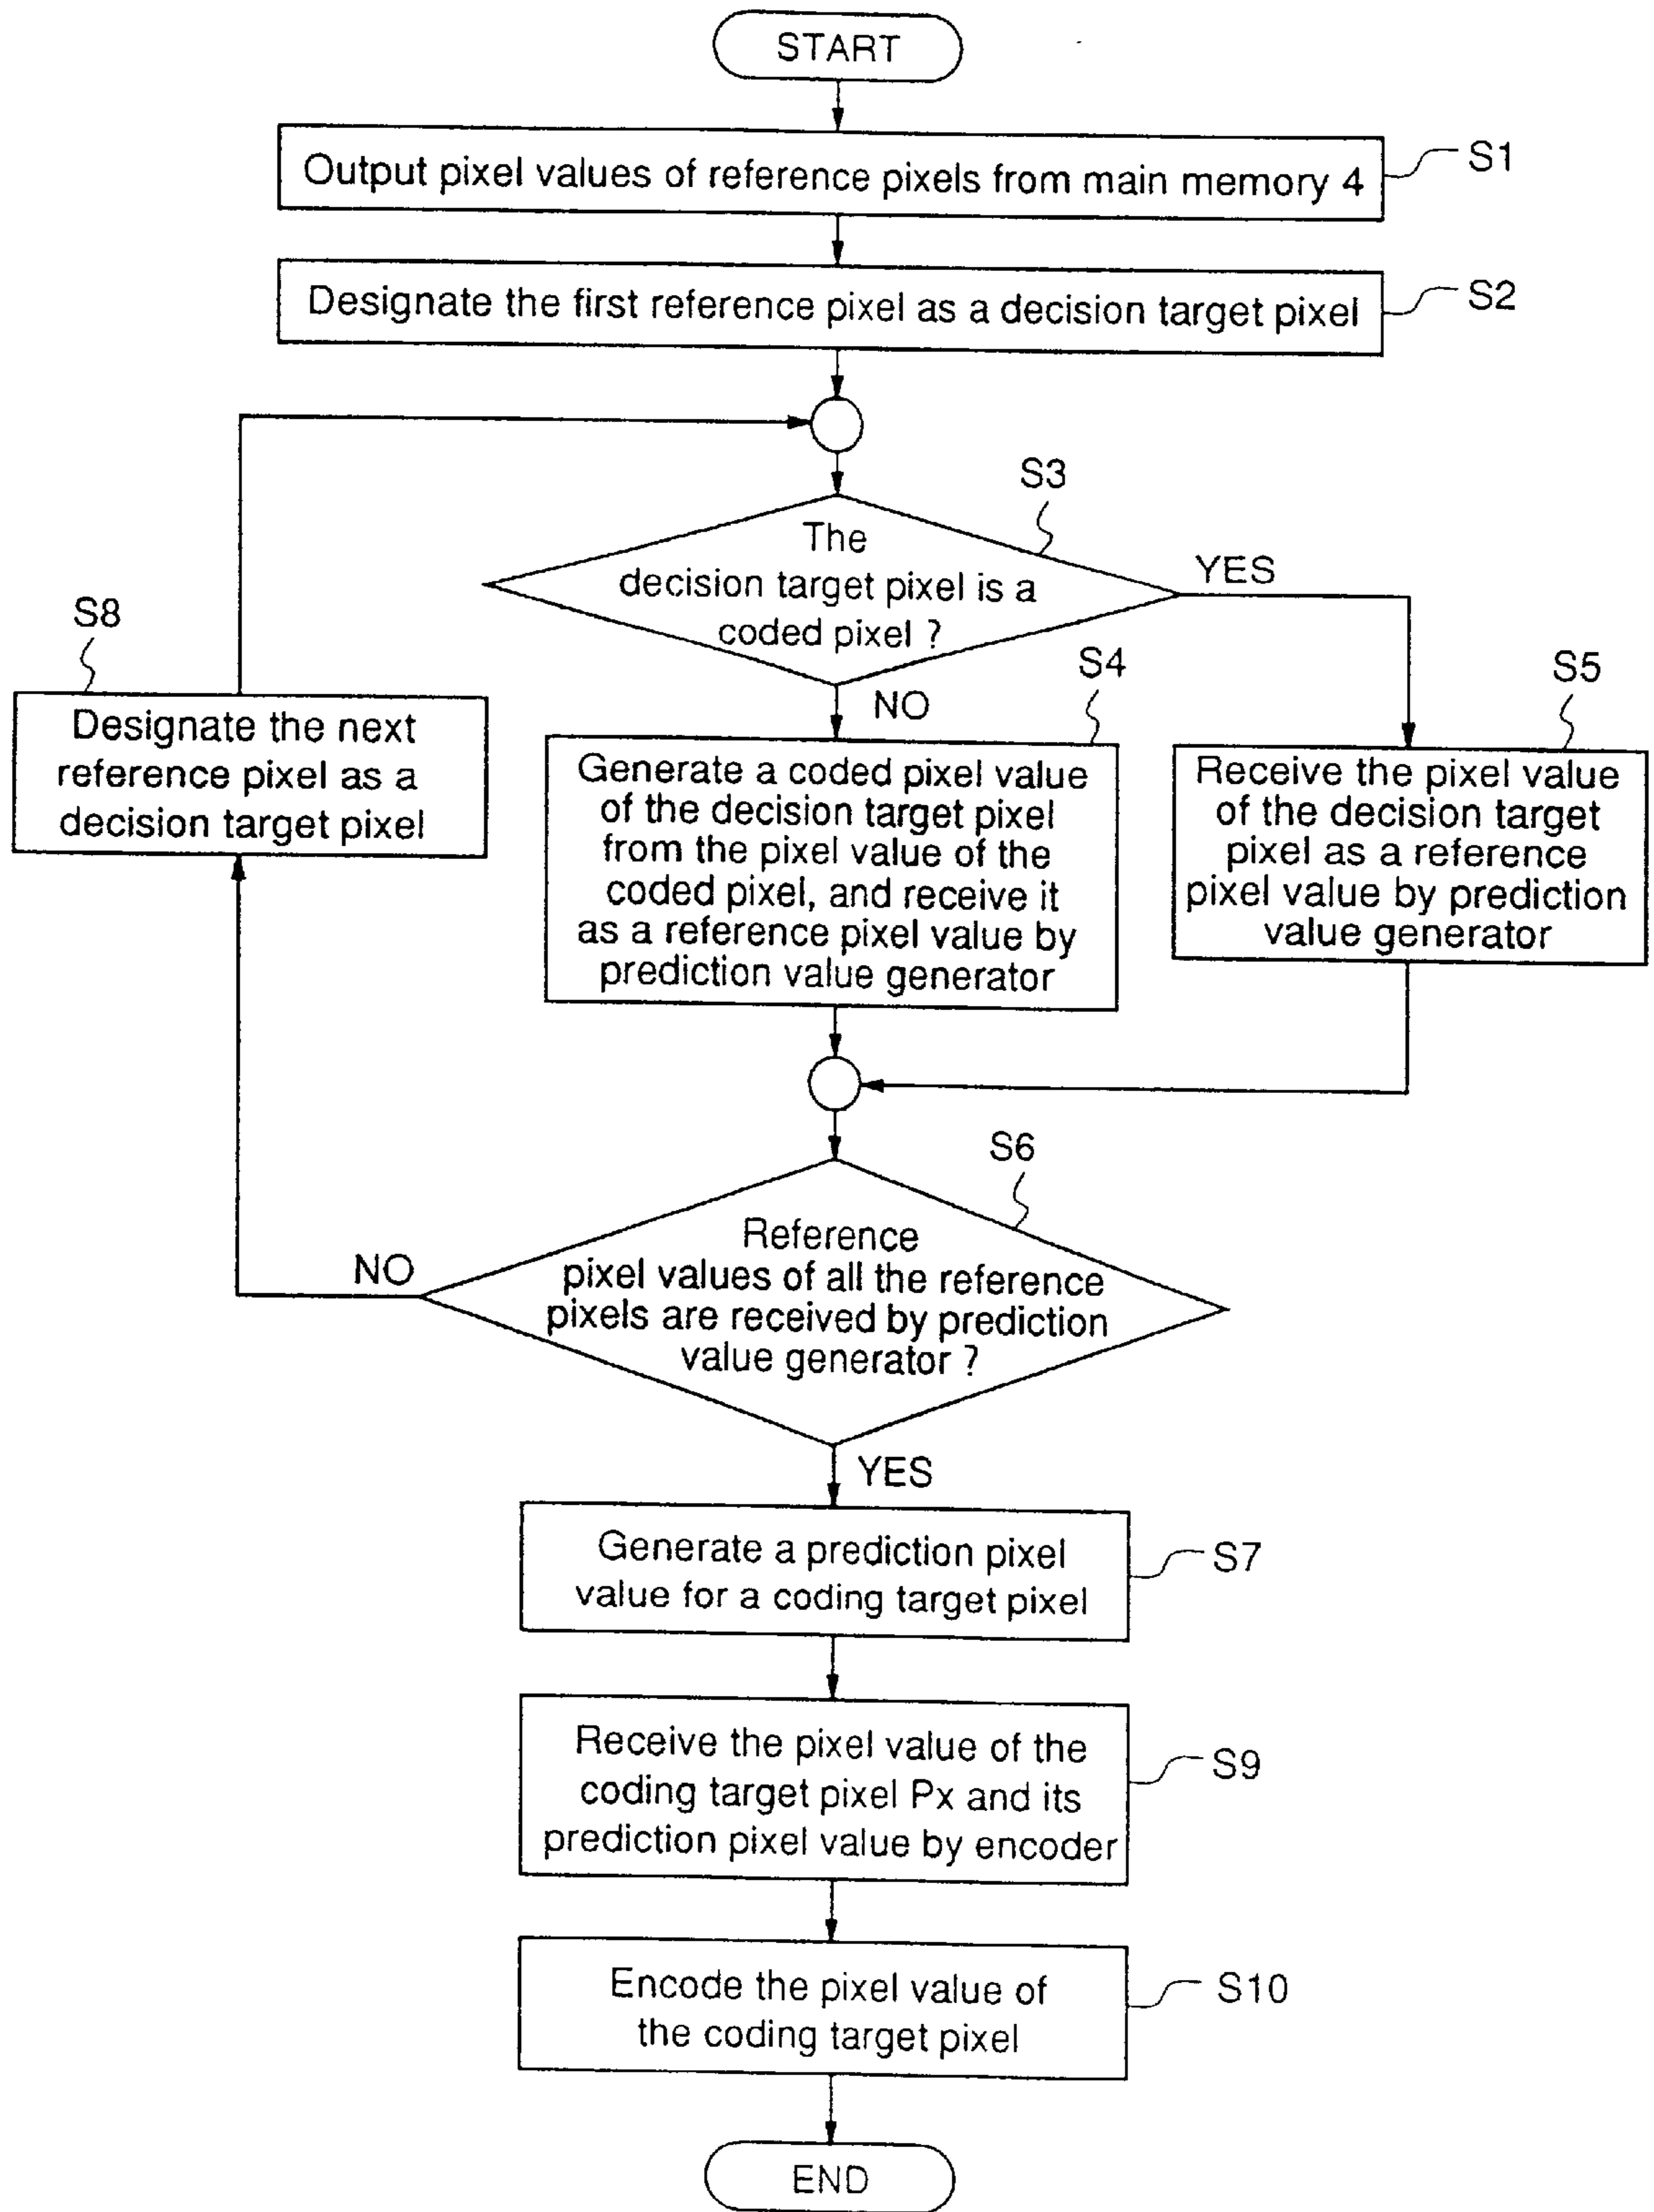 START
Output pixel values of reference pixels from main memory 4
S1
Designate the first reference pixel as a decision target pixel
S2
S3
The
decision target pixel is a
coded pixel ?
YES
NO
S8
Designate the next
reference pixel as a
decision target pixel
S4
Generate a coded pixel value
of the decision target pixel
from the pixel value of the
coded pixel, and receive it
as a reference pixel value by
prediction value generator
S5
Receive the pixel value
of the decision target
pixel as a reference
pixel value by prediction
value generator
S6
Reference
pixel values of all the reference
pixels are received by prediction
value generator ?
NO
YES
Generate a prediction pixel
value for a coding target pixel
S7
Receive the pixel value of the
coding target pixel Px and its
prediction pixel value by encoder
S9
Encode the pixel value of
the coding target pixel
S10
END